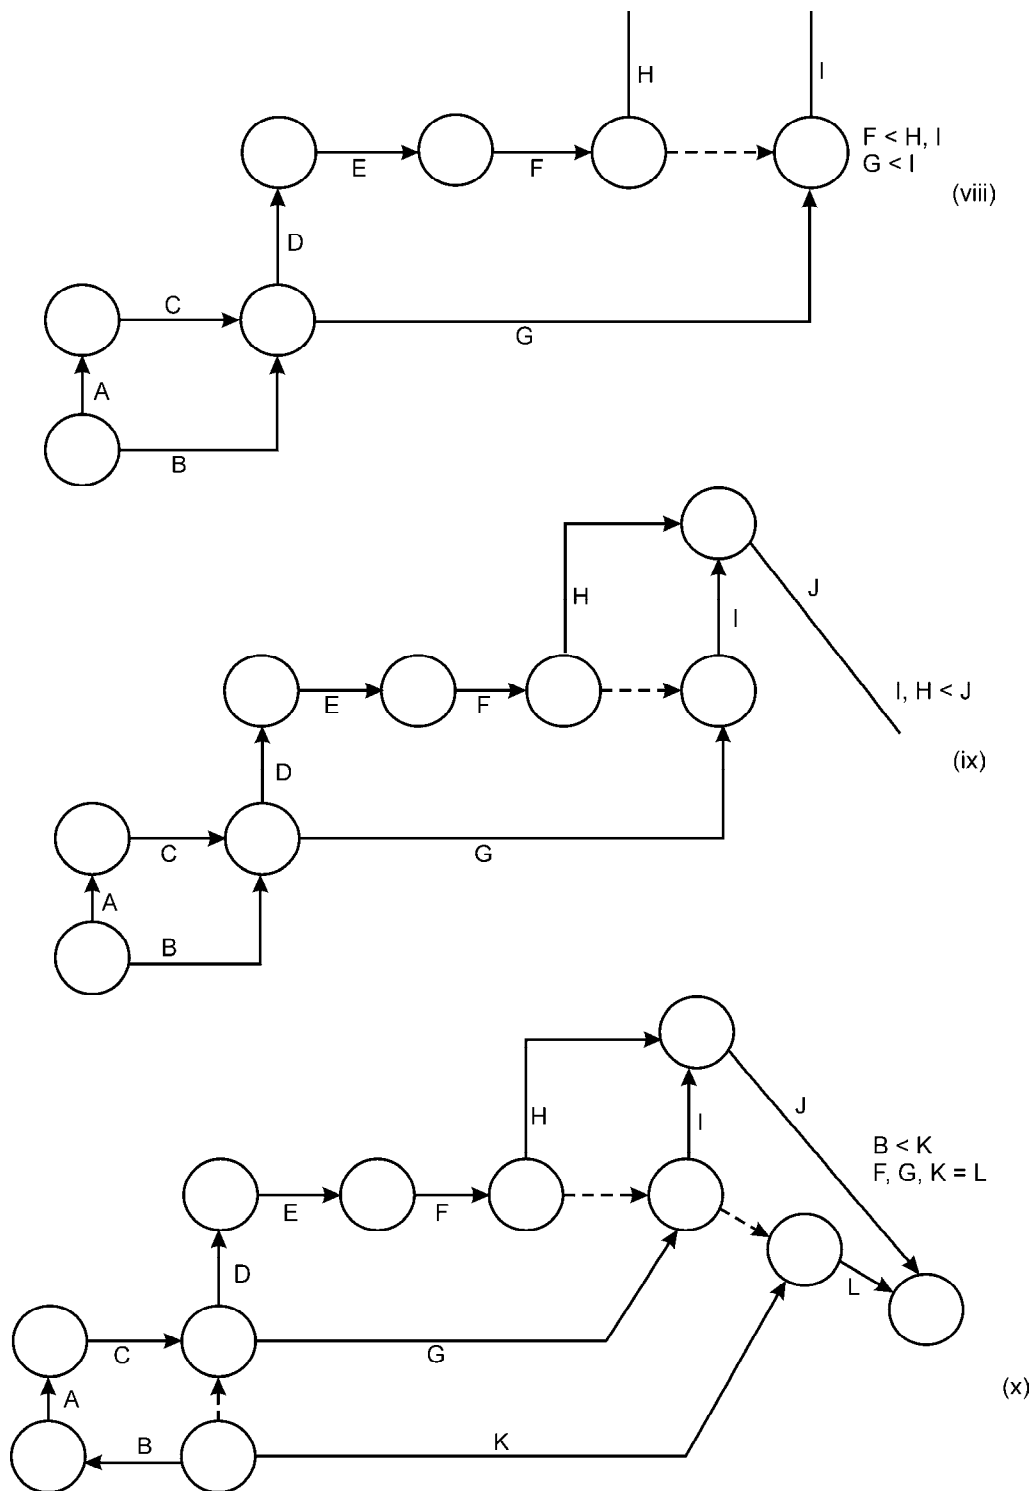 H
I
F < H, I
G < I
E
F
(viii)
D
C
G
A
B
J
H
I
I, H < J
E
F
(ix)
D
C
G
A
B
J
H
I
B < K
F, G, K = L
E
F
D
L
C
G
(x)
A
B
K